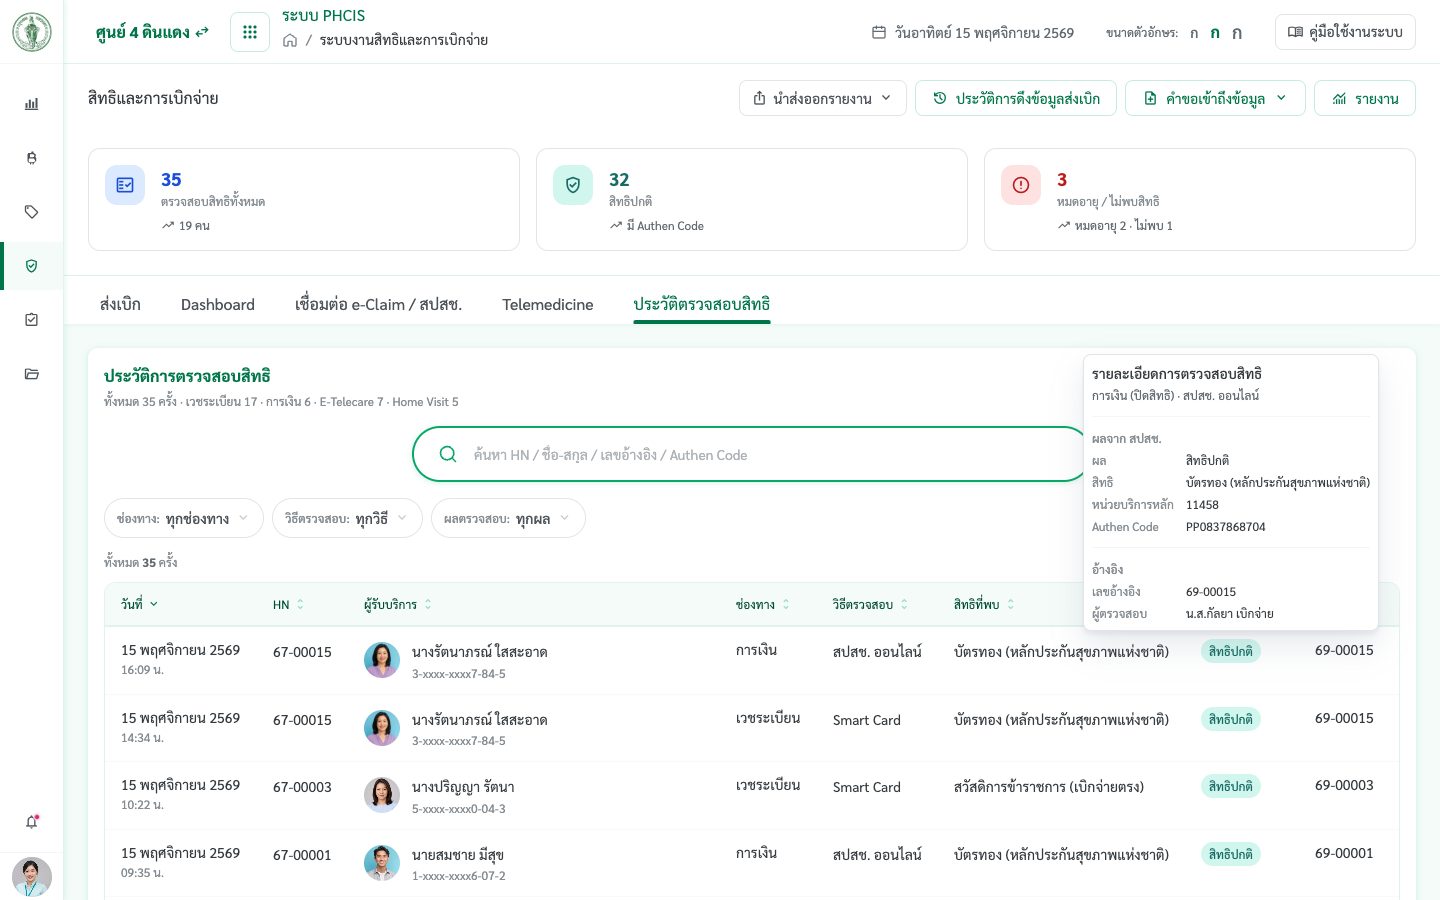 ศูนย์ 4 ดินแดง
ระบบ PHCIS
/ ระบบงานสิทธิและการเบิกจ่าย
วันอาทิตย์ 15 พฤศจิกายน 2569
ขนาดตัวอักษร: ก ก ก
คู่มือใช้งานระบบ
สิทธิและการเบิกจ่าย
นำส่งออกรายงาน
ประวัติการดึงข้อมูลส่งเบิก
คำขอเข้าถึงข้อมูล
รายงาน
35
ตรวจสอบสิทธิทั้งหมด
19 คน
32
สิทธิปกติ
มี Authen Code
3
หมดอายุ / ไม่พบสิทธิ
หมดอายุ 2 · ไม่พบ 1
ส่งเบิก
Dashboard
เชื่อมต่อ e-Claim / สปสช.
Telemedicine
ประวัติตรวจสอบสิทธิ
ประวัติการตรวจสอบสิทธิ
ทั้งหมด 35 ครั้ง · เวชระเบียน 17 · การเงิน 6 · E-Telecare 7 · Home Visit 5
ค้นหา HN / ชื่อ-สกุล / เลขอ้างอิง / Authen Code
ช่องทาง: ทุกช่องทาง
วิธีตรวจสอบ: ทุกวิธี
ผลตรวจสอบ: ทุกผล
ทั้งหมด 35 ครั้ง
รายละเอียดการตรวจสอบสิทธิ
การเงิน (ปิดสิทธิ) · สปสช. ออนไลน์
ผลจาก สปสช.
ผล สิทธิปกติ
สิทธิ บัตรทอง (หลักประกันสุขภาพแห่งชาติ)
หน่วยบริการหลัก 11458
Authen Code PP0837868704
อ้างอิง
เลขอ้างอิง 69-00015
ผู้ตรวจสอบ น.ส.กัลยา เบิกจ่าย
วันที่ HN ผู้รับบริการ ช่องทาง วิธีตรวจสอบ สิทธิที่พบ
15 พฤศจิกายน 2569 67-00015 นางรัตนาภรณ์ ใสสะอาด การเงิน สปสช. ออนไลน์ บัตรทอง (หลักประกันสุขภาพแห่งชาติ) สิทธิปกติ 69-00015
16:09 น. 3-xxxx-xxxx7-84-5
15 พฤศจิกายน 2569 67-00015 นางรัตนาภรณ์ ใสสะอาด เวชระเบียน Smart Card บัตรทอง (หลักประกันสุขภาพแห่งชาติ) สิทธิปกติ 69-00015
14:34 น. 3-xxxx-xxxx7-84-5
15 พฤศจิกายน 2569 67-00003 นางปริญญา รัตนา เวชระเบียน Smart Card สวัสดิการข้าราชการ (เบิกจ่ายตรง) สิทธิปกติ 69-00003
10:22 น. 5-xxxx-xxxx0-04-3
15 พฤศจิกายน 2569 67-00001 นายสมชาย มีสุข การเงิน สปสช. ออนไลน์ บัตรทอง (หลักประกันสุขภาพแห่งชาติ) สิทธิปกติ 69-00001
09:35 น. 1-xxxx-xxxx6-07-2